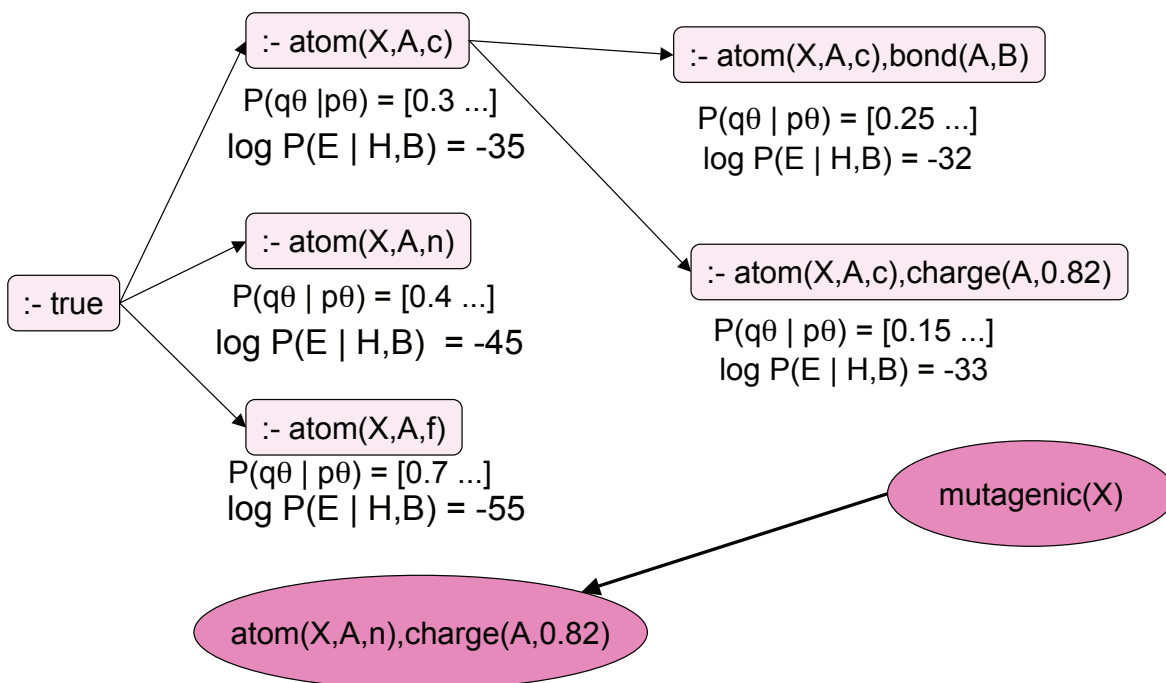 :- atom(X,A,c)
P(qθ |pθ) = [0.3 ...]
log P(E | H,B) = -35
:- atom(X,A,c),bond(A,B)
P(qθ | pθ) = [0.25 ...]
log P(E | H,B) = -32
:- true
:- atom(X,A,n)
P(qθ | pθ) = [0.4 ...]
log P(E | H,B) = -45
:- atom(X,A,c),charge(A,0.82)
P(qθ | pθ) = [0.15 ...]
log P(E | H,B) = -33
:- atom(X,A,f)
P(qθ | pθ) = [0.7 ...]
log P(E | H,B) = -55
mutagenic(X)
atom(X,A,n),charge(A,0.82)